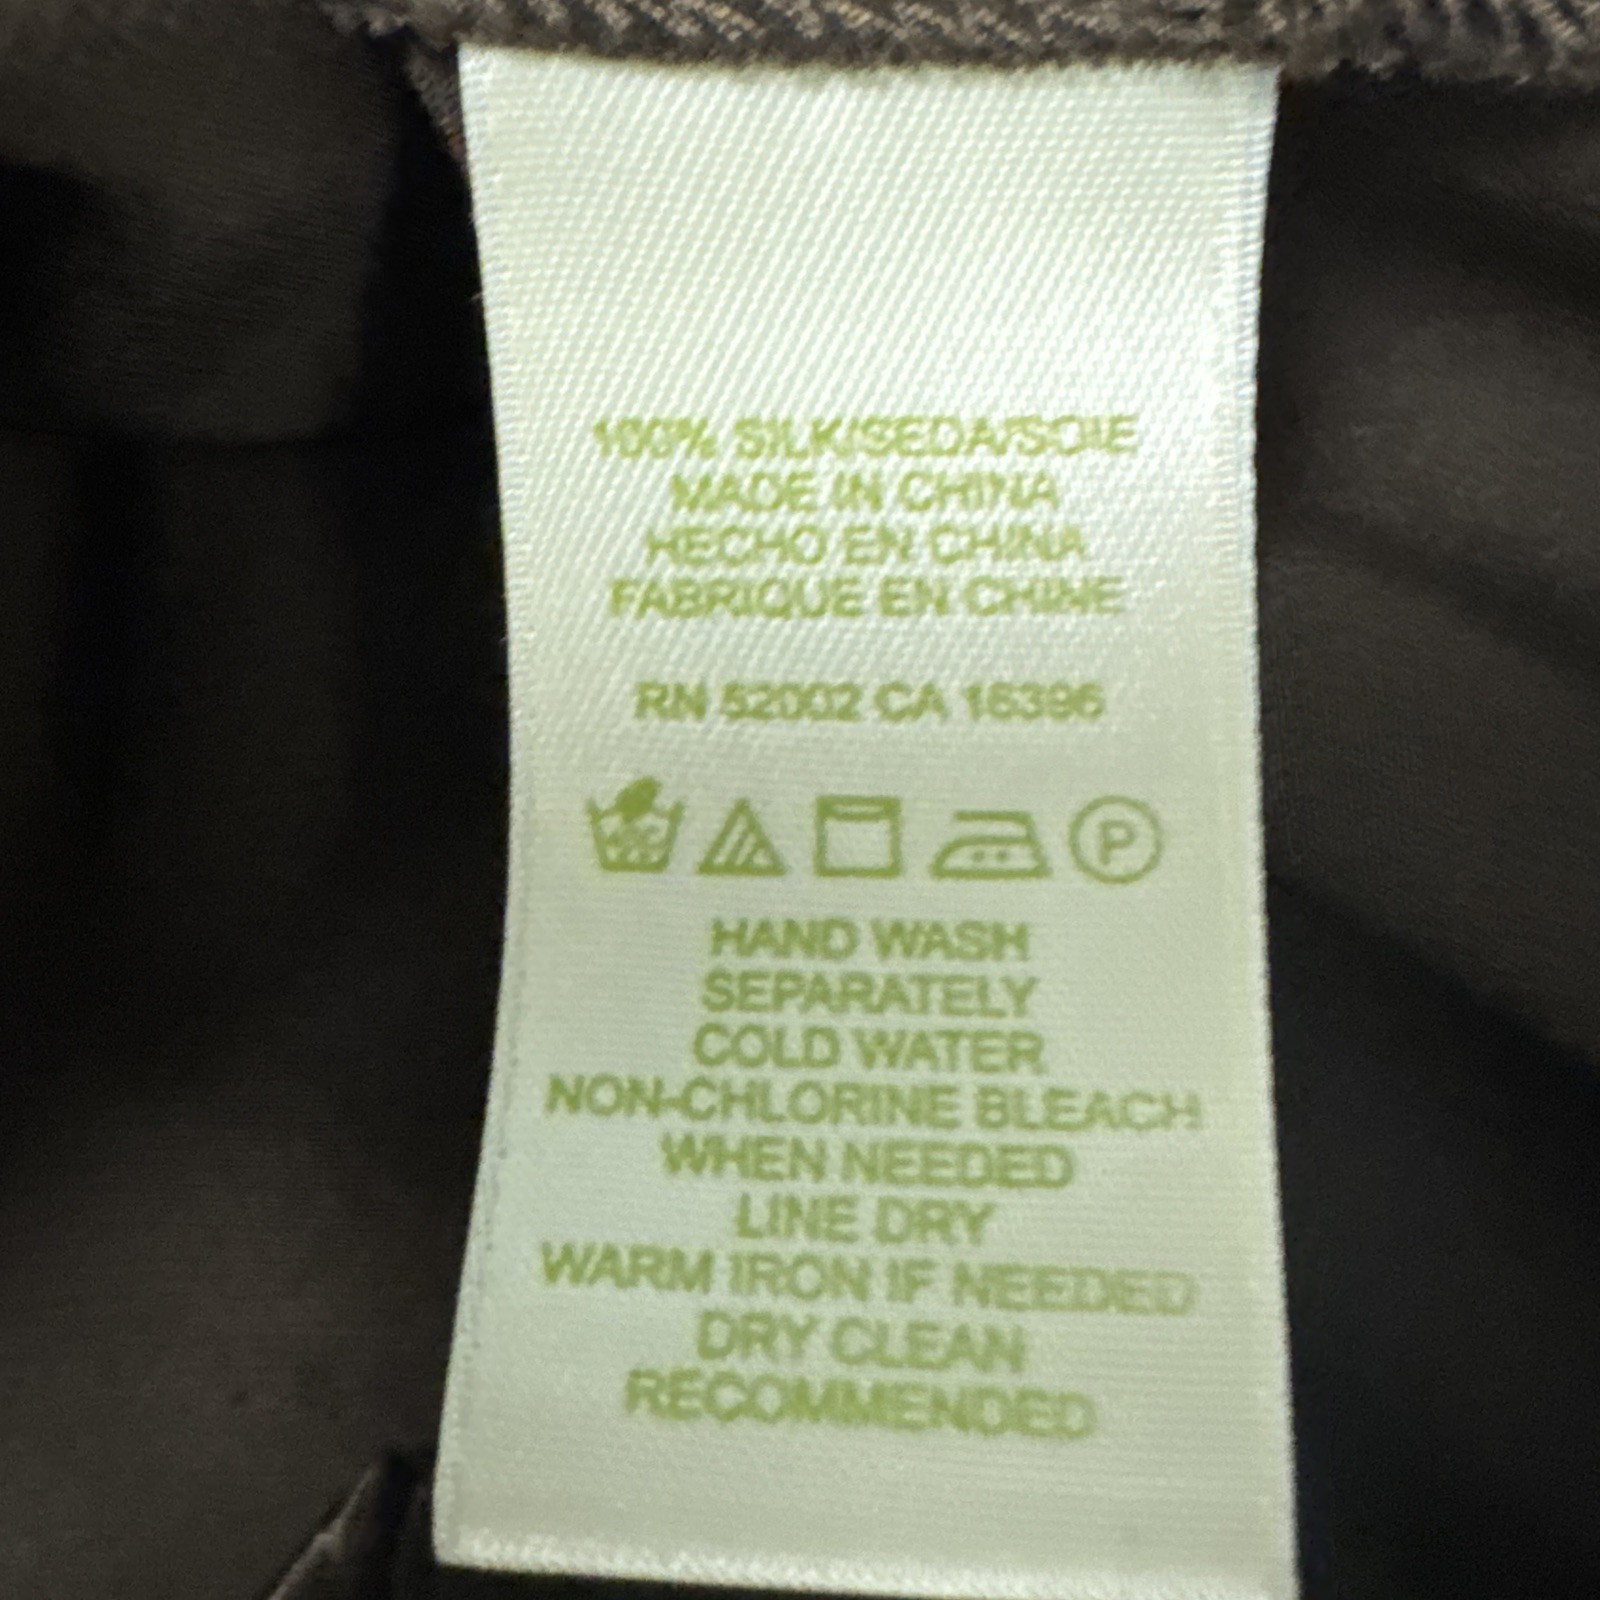 100% SILK/SEDA/SOIE
MADE IN CHINA
HECHO EN CHINA
FABRIQUE EN CHINE
RN 52002 CA 16396
P
HAND WASH
SEPARATELY
COLD WATER
NON-CHLORINE BLEACH
WHEN NEEDED
LINE DRY
WARM IRON IF NEEDED
DRY CLEAN
RECOMMENDED